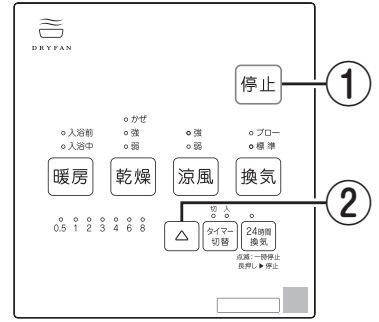 DRYFAN
停止
①
かぜ
入浴前 強 強 ブロー
入浴中 弱 弱 標準
暖房 乾燥 涼風 換気
②
切 入
0.5 1 2 3 4 6 8
△
タイマー
切替
24時間
換気
点滅:一時停止
長押し▶停止